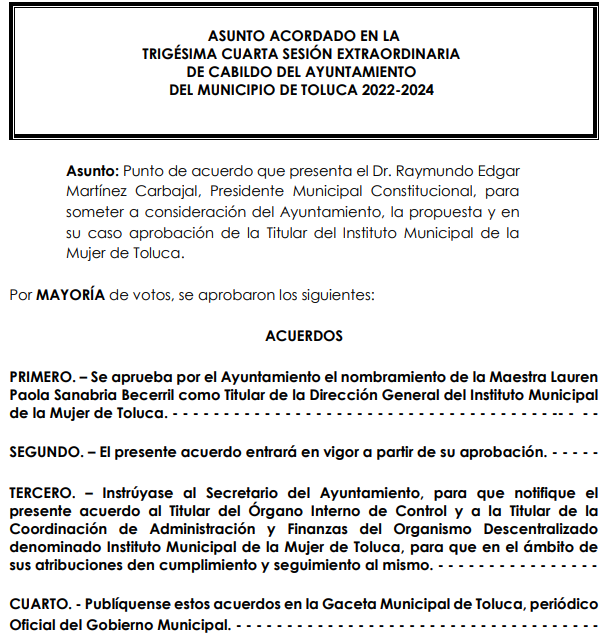 ASUNTO ACORDADO EN LA
TRIGÉSIMA CUARTA SESIÓN EXTRAORDINARIA
DE CABILDO DEL AYUNTAMIENTO
DEL MUNICIPIO DE TOLUCA 2022-2024
Asunto: Punto de acuerdo que presenta el Dr. Raymundo Edgar
Martínez Carbajal, Presidente Municipal Constitucional, para
someter a consideración del Ayuntamiento, la propuesta y en
su caso aprobación de la Titular del Instituto Municipal de la
Mujer de Toluca.
Por MAYORÍA de votos, se aprobaron los siguientes:
ACUERDOS
PRIMERO. – Se aprueba por el Ayuntamiento el nombramiento de la Maestra Lauren
Paola Sanabria Becerril como Titular de la Dirección General del Instituto Municipal
de la Mujer de Toluca. - - - - - - - - - - - - - - - - - - - - - - - - - - - - - - - - - - - - - - -- - - -
SEGUNDO. – El presente acuerdo entrará en vigor a partir de su aprobación. - - - - -
TERCERO. – Instrúyase al Secretario del Ayuntamiento, para que notifique el
presente acuerdo al Titular del Órgano Interno de Control y a la Titular de la
Coordinación de Administración y Finanzas del Organismo Descentralizado
denominado Instituto Municipal de la Mujer de Toluca, para que en el ámbito de
sus atribuciones den cumplimiento y seguimiento al mismo. - - - - - - - - - - - - - - - -
CUARTO. - Publíquense estos acuerdos en la Gaceta Municipal de Toluca, periódico
Oficial del Gobierno Municipal. - - - - - - - - - - - - - - - - - - - - - - - - - - - - - - - - - - - -